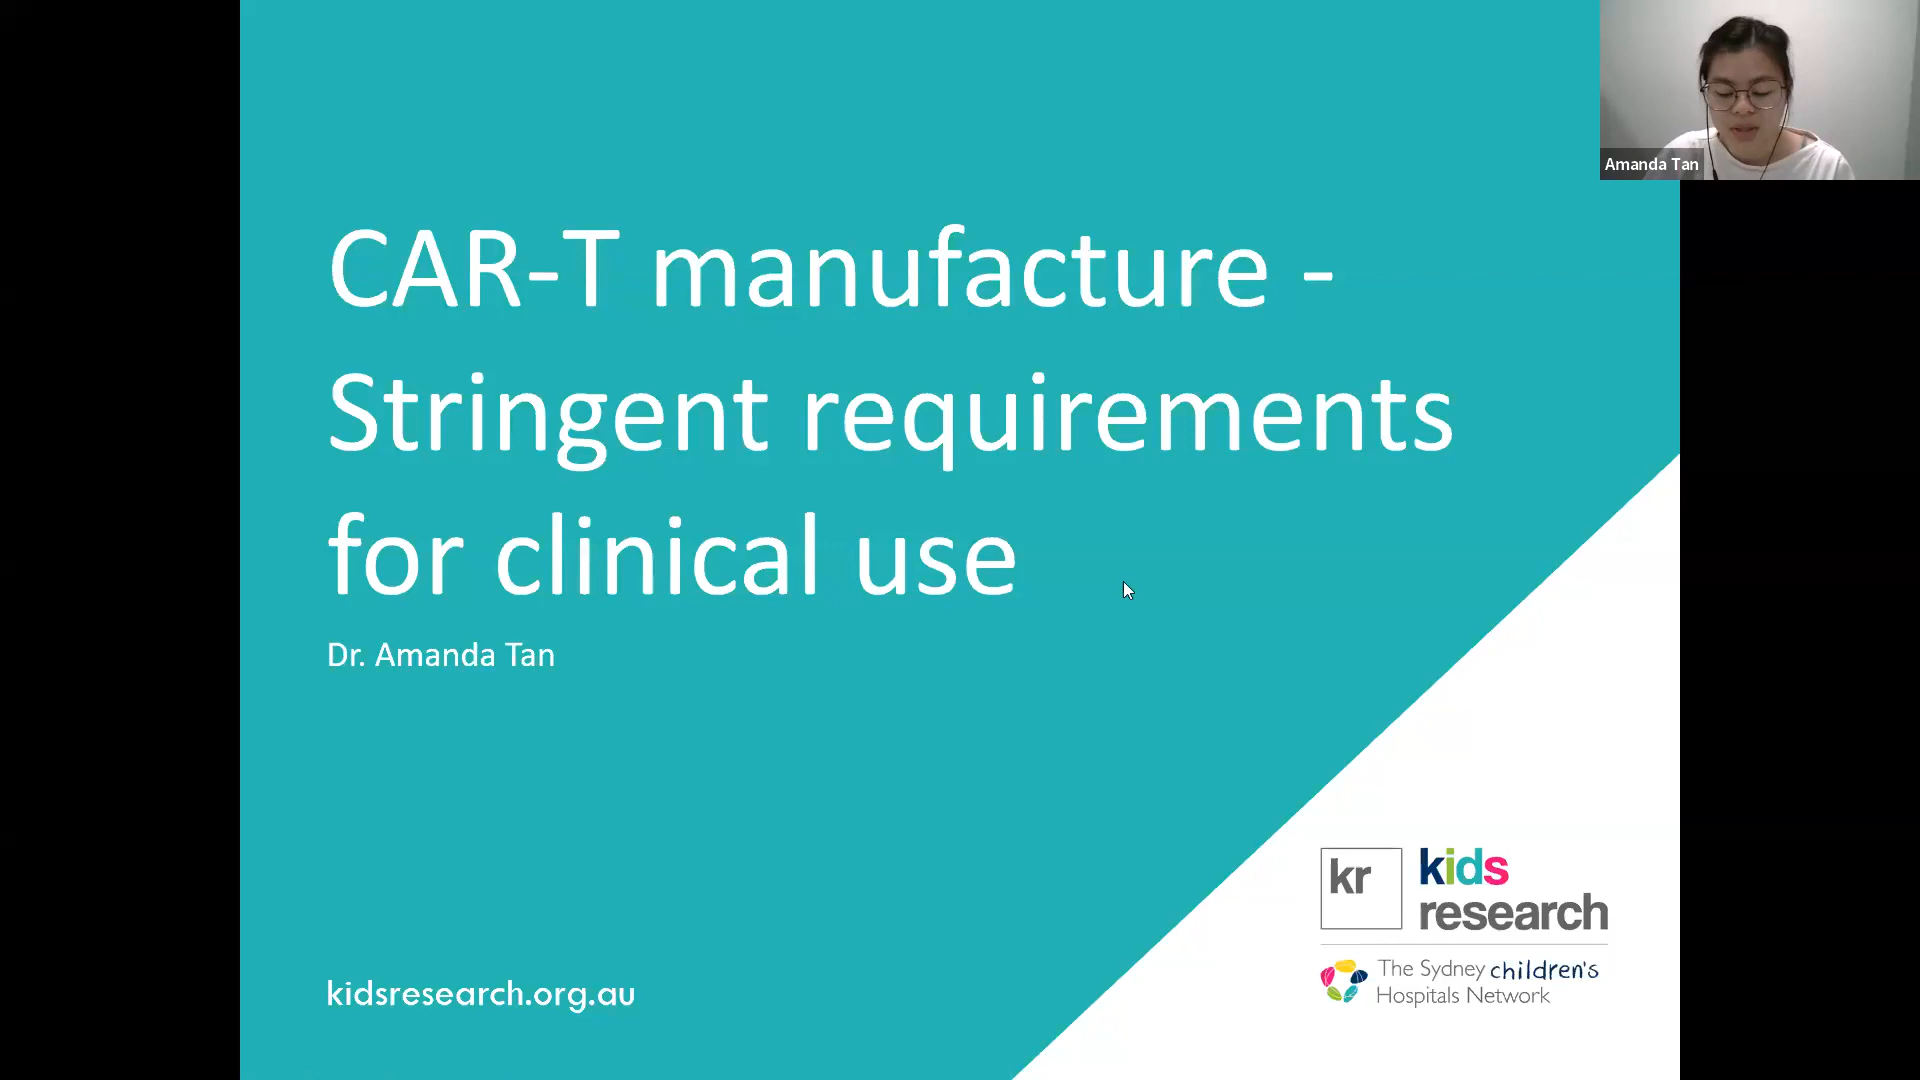 Amanda Tan
CAR-T manufacture -
Stringent requirements
for clinical use
Dr. Amanda Tan
kr
kids
research
The Sydney children's
Hospitals Network
kidsresearch.org.au